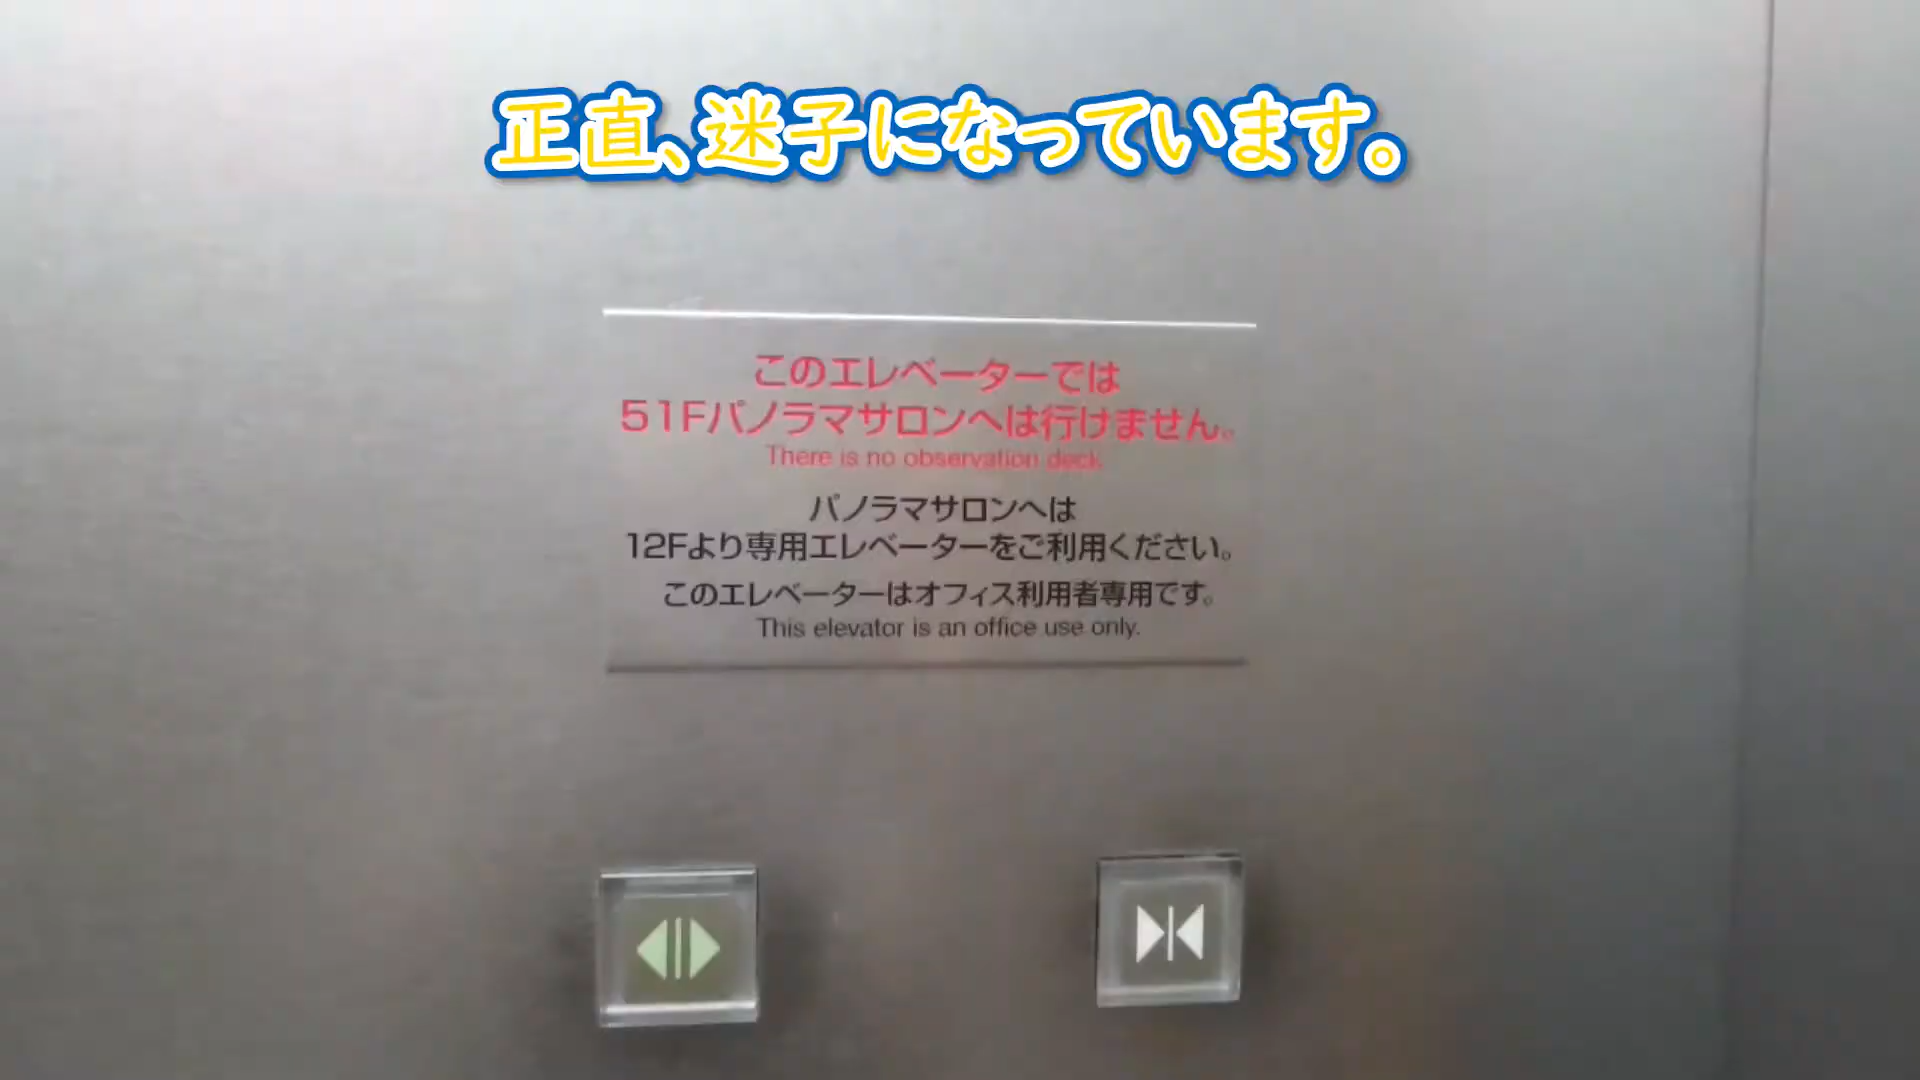 正直、迷子になっています。
このエレベーターでは
51Fパノラマサロンへは行けません。
There is no observation deck.
パノラマサロンへは
12Fより専用エレベーターをご利用ください。
このエレベーターはオフィス利用者専用です。
This elevator is an office use only.